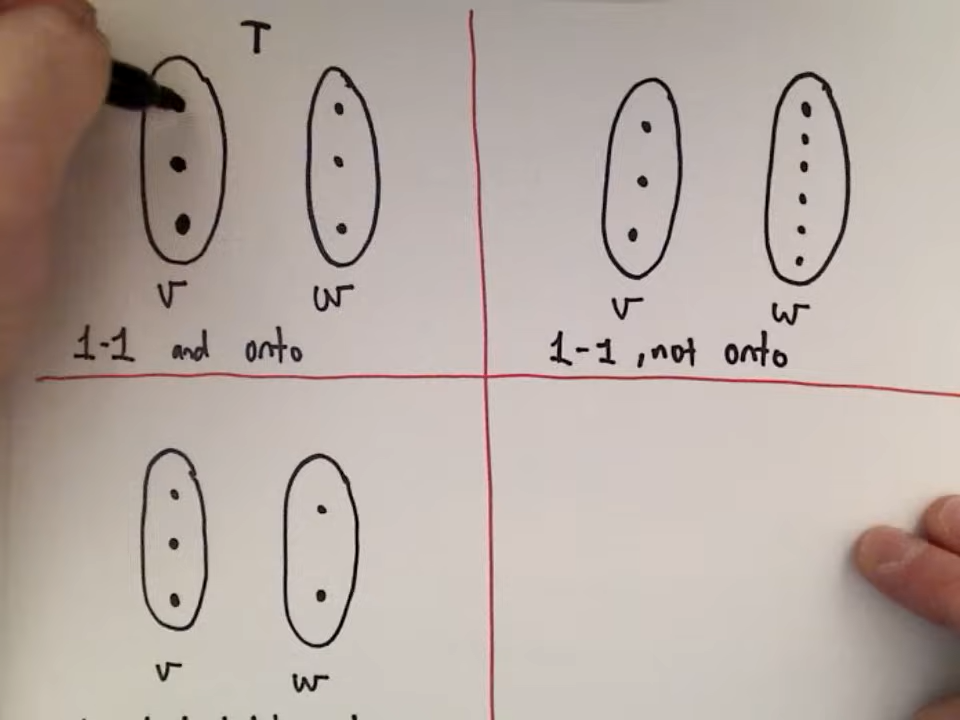 T
V W
1-1 and onto
V W
1-1, not onto
V W